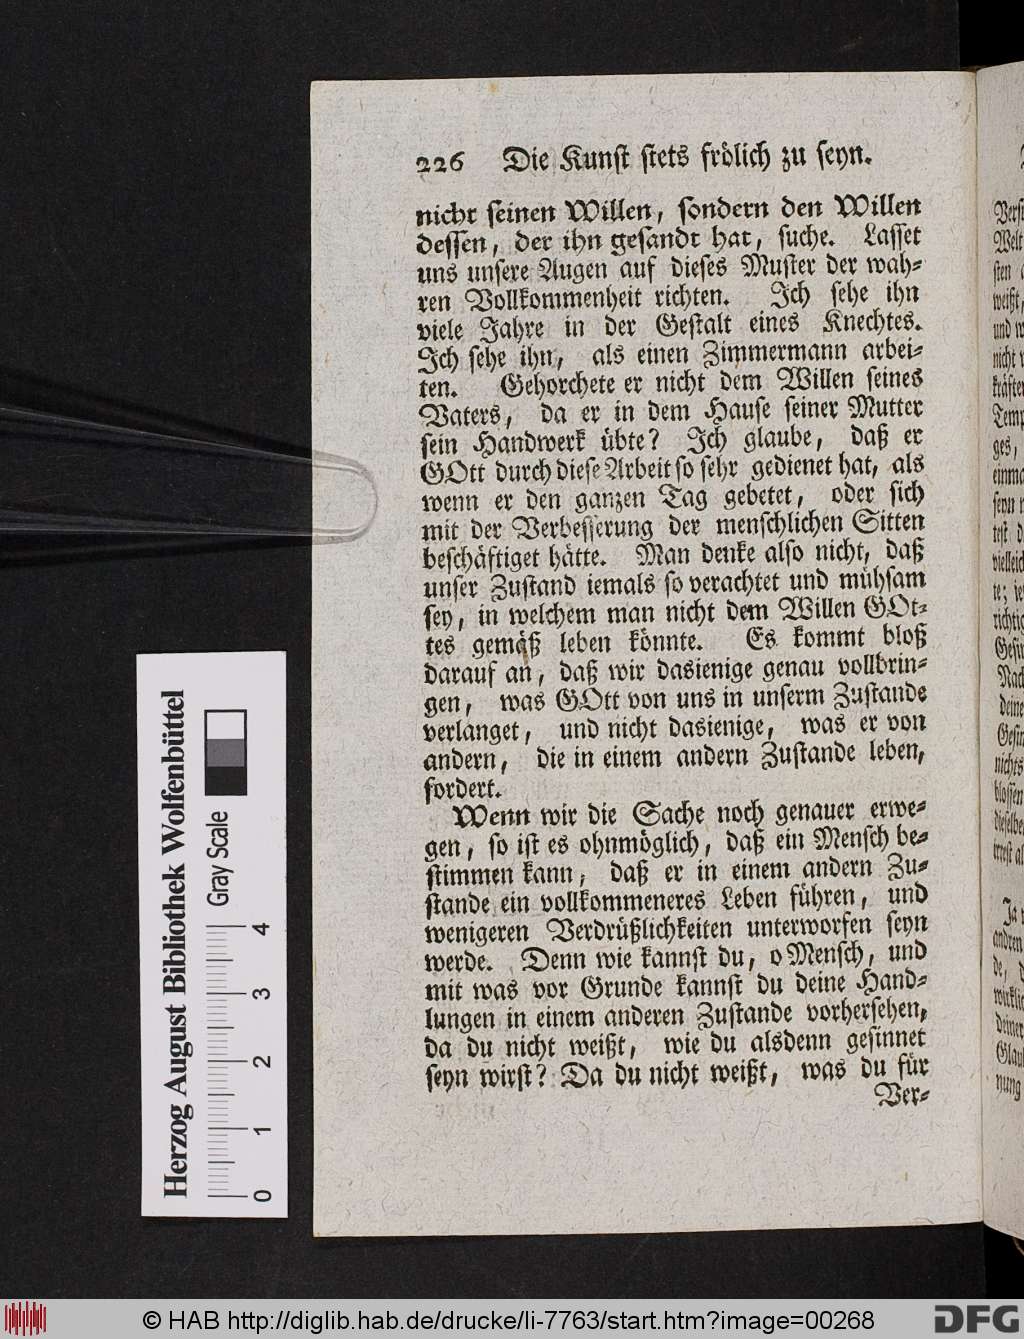 226 Die Kunst stets frölich zu seyn.
nicht seinen Willen, sondern den Willen
dessen, der ihn gesandt hat, suche. Lasset
uns unsere Augen auf dieses Muster der wah-
ren Vollkommenheit richten. Ich sehe ihn
viele Jahre in der Gestalt eines Knechtes.
Ich sehe ihn, als einen Zimmermann arbei-
ten. Gehorchete er nicht dem Willen seines
Vaters, da er in dem Hause seiner Mutter
sein Handwerk übte? Ich glaube, daß er
GOtt durch diese Arbeit so sehr gedienet hat, als
wenn er den ganzen Tag gebetet, oder sich
mit der Verbesserung der menschlichen Sitten
beschäftiget hätte. Man denke also nicht, daß
unser Zustand iemals so verachtet und mühsam
sey, in welchem man nicht dem Willen GOt-
tes gemäß leben könnte. Es kommt bloß
darauf an, daß wir dasienige genau vollbrin-
gen, was GOtt von uns in unserm Zustande
verlanget, und nicht dasienige, was er von
andern, die in einem andern Zustande leben,
fordert.
Wenn wir die Sache noch genauer erwe-
gen, so ist es ohnmöglich, daß ein Mensch be-
stimmen kann, daß er in einem andern Zu-
stande ein vollkommeneres Leben führen, und
wenigeren Verdrüßlichkeiten unterworfen seyn
werde. Denn wie kannst du, o Mensch, und
mit was vor Grunde kannst du deine Hand-
lungen in einem anderen Zustande vorhersehen,
da du nicht weißt, wie du alsdenn gesinnet
seyn wirst? Da du nicht weißt, was du für
Ver-
Herzog August Bibliothek Wolfenbüttel
Gray Scale
0 1 2 3 4
© HAB http://diglib.hab.de/drucke/li-7763/start.htm?image=00268
DFG